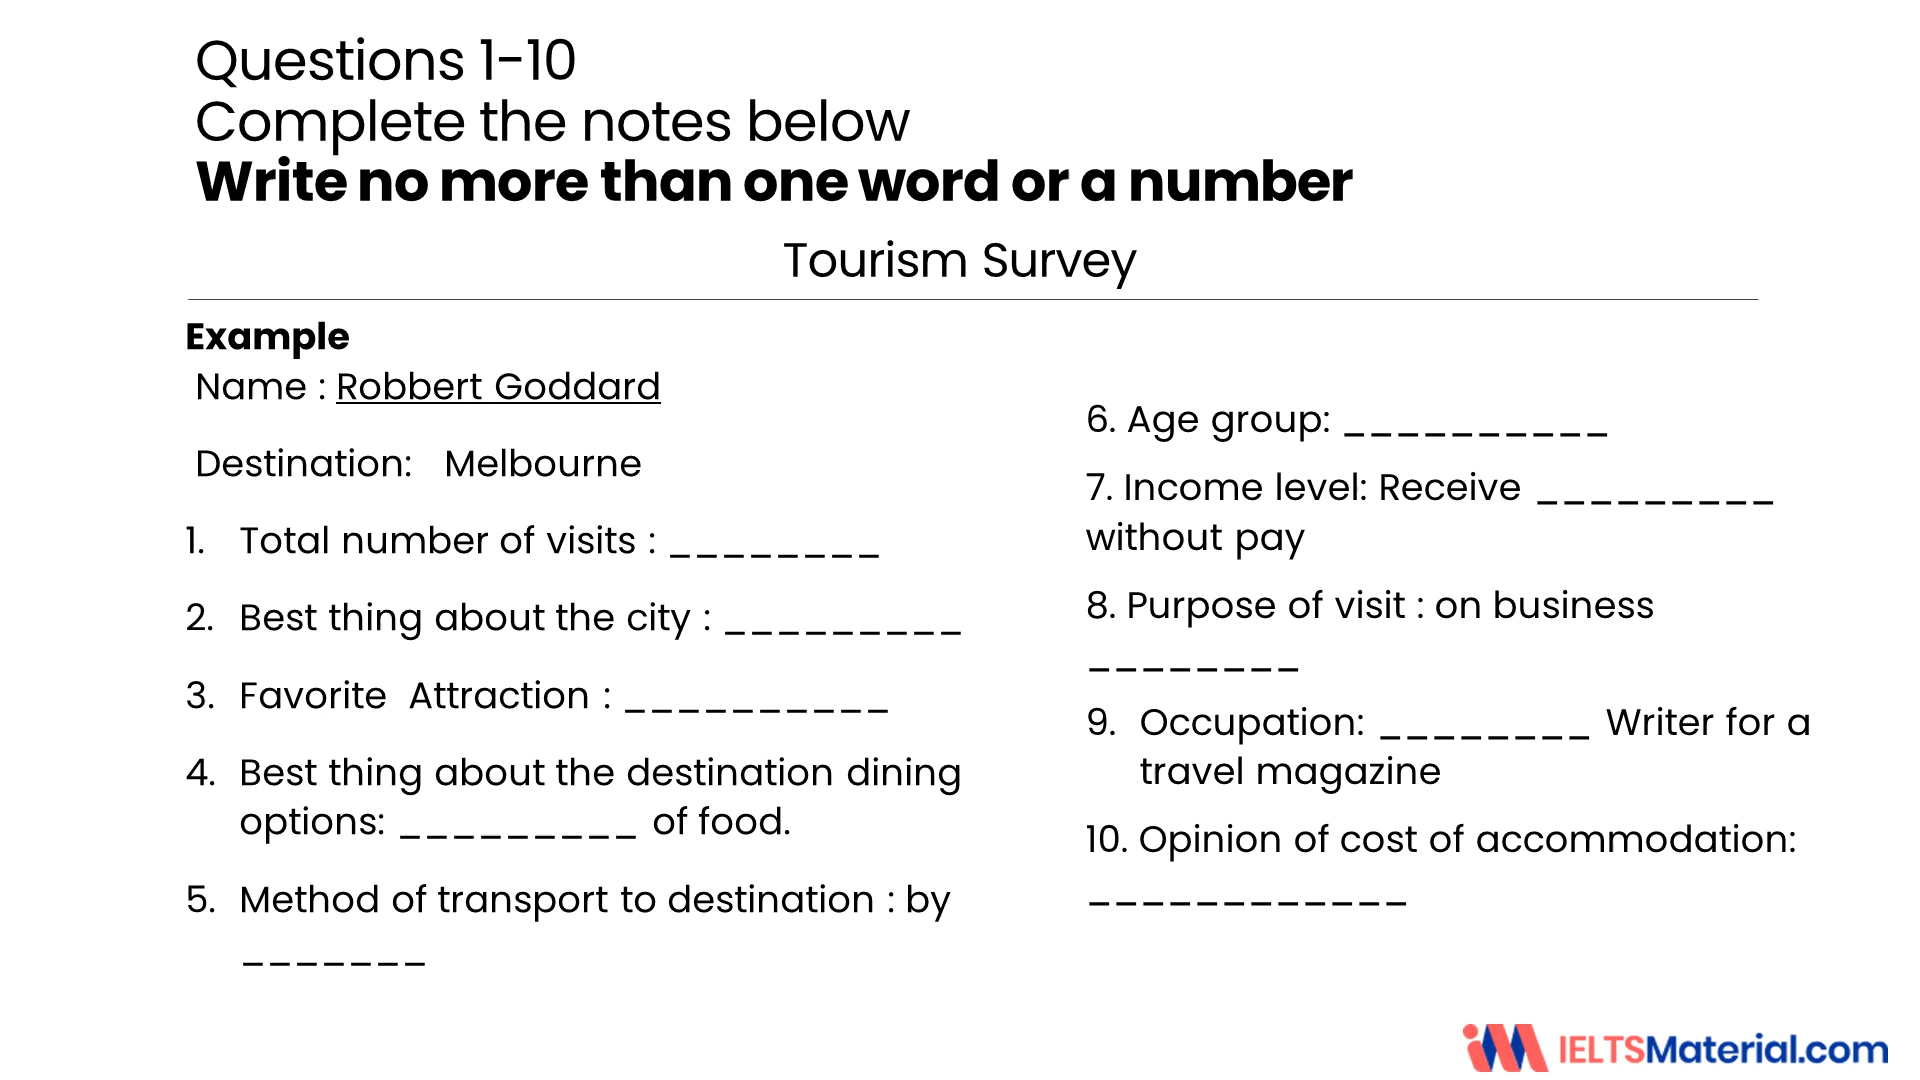 Questions 1-10
Complete the notes below
Write no more than one word or a number
Tourism Survey
Example
Name : Robbert Goddard
Destination: Melbourne
1. Total number of visits : ________
2. Best thing about the city : _________
3. Favorite Attraction : __________
4. Best thing about the destination dining
options: _________ of food.
5. Method of transport to destination : by
_______
6. Age group: __________
7. Income level: Receive _________
without pay
8. Purpose of visit : on business
________
9. Occupation: ________ Writer for a
travel magazine
10. Opinion of cost of accommodation:
____________
IELTSMaterial.com